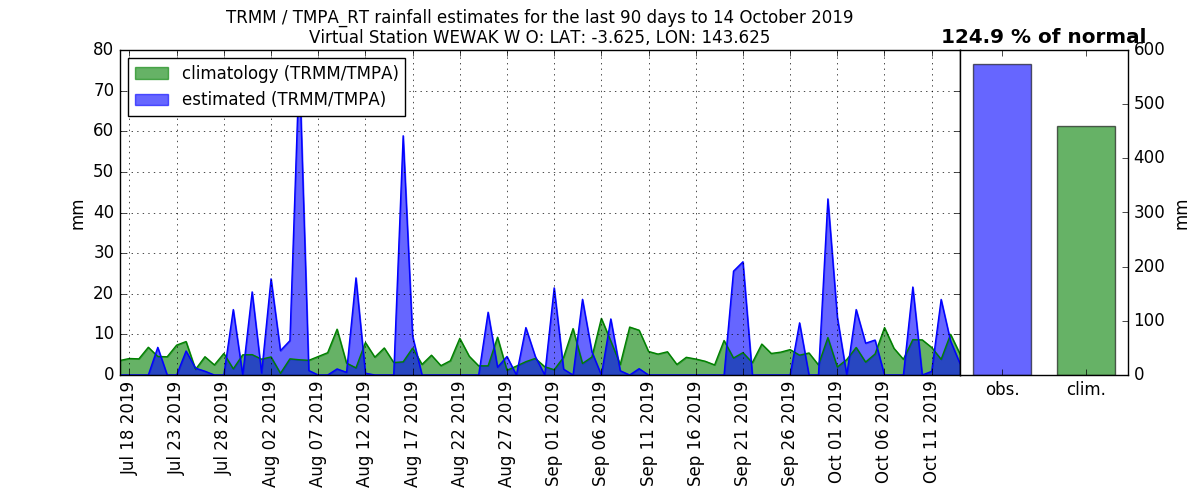 TRMM / TMPA_RT rainfall estimates for the last 90 days to 14 October 2019
Virtual Station WEWAK W O: LAT: -3.625, LON: 143.625
124.9 % of normal
climatology (TRMM/TMPA)
estimated (TRMM/TMPA)
80
70
60
50
40
30
20
10
0
mm
600
500
400
300
200
100
0
mm
Jul 18 2019
Jul 23 2019
Jul 28 2019
Aug 02 2019
Aug 07 2019
Aug 12 2019
Aug 17 2019
Aug 22 2019
Aug 27 2019
Sep 01 2019
Sep 06 2019
Sep 11 2019
Sep 16 2019
Sep 21 2019
Sep 26 2019
Oct 01 2019
Oct 06 2019
Oct 11 2019
obs.
clim.